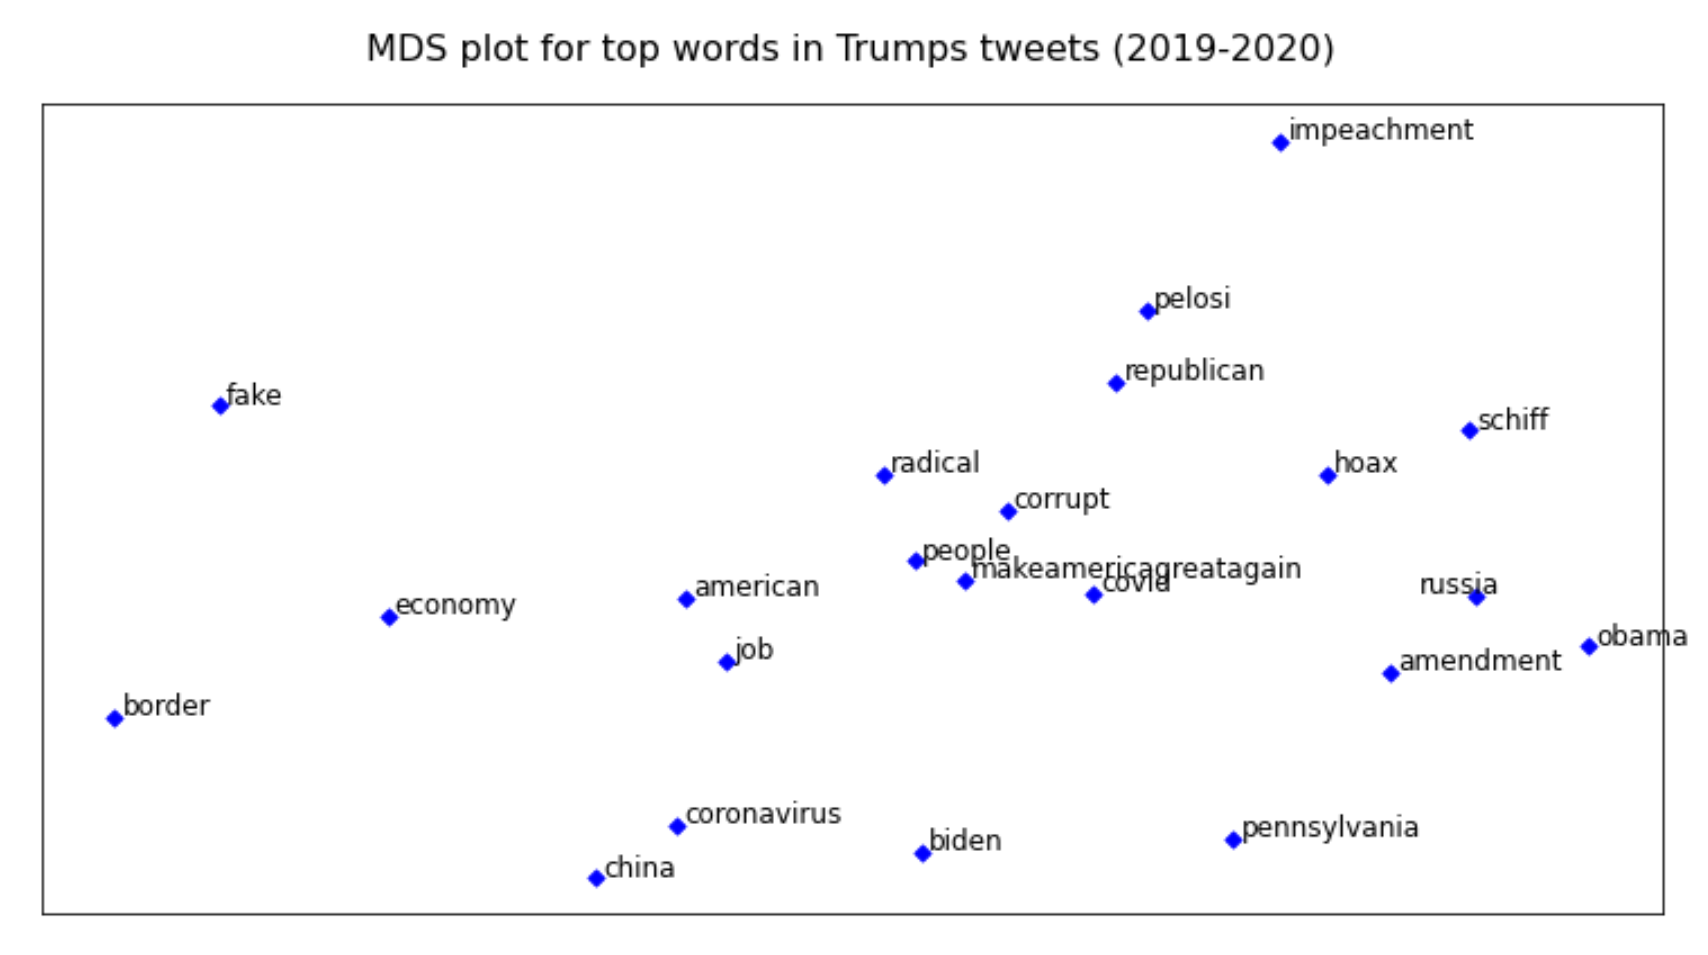 MDS plot for top words in Trumps tweets (2019-2020)
impeachment
pelosi
republican
fake
schiff
radical
hoax
corrupt
people
makeamericagreatagain
covid
american
russia
economy
obama
job
amendment
border
coronavirus
pennsylvania
biden
china